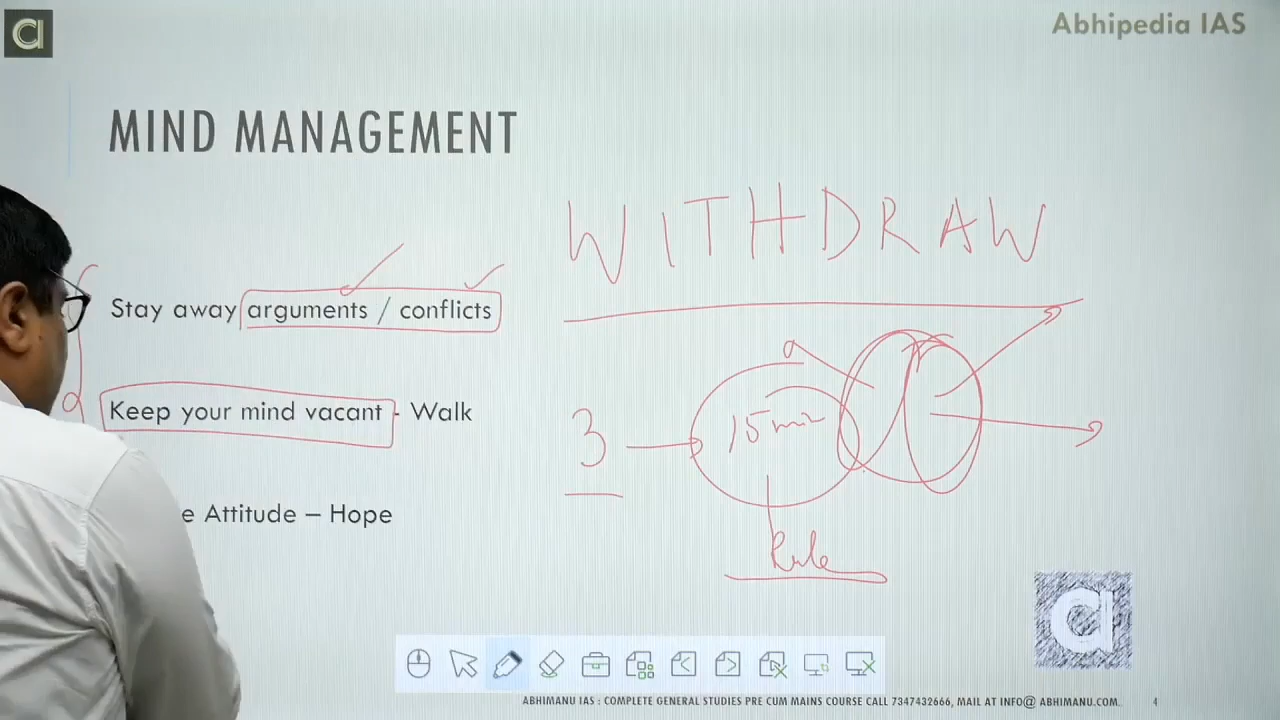 Abhipedia IAS
MIND MANAGEMENT
WITHDRAW
Stay away arguments / conflicts
Keep your mind vacant - Walk
3
15 min
e Attitude – Hope
Rule
ABHIMANU IAS : COMPLETE GENERAL STUDIES PRE CUM MAINS COURSE CALL 7347432666, MAIL AT INFO@ ABHIMANU.COM.
4